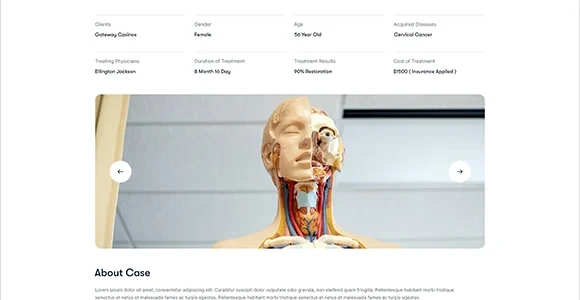 Clients
Gender
Age
Acquired Diseases
Gateway Casinos
Female
56 Year Old
Cervical Cancer
Treating Physicians
Duration of Treatment
Treatment Results
Cost of Treatment
Ellington Jackson
8 Month 16 Day
90% Restoration
$1500 ( Insurance Applied )
About Case
Lorem ipsum dolor sit amet, consectetur adipiscing elit. Curabitur suscipit dolor vulputate odio gravida, non eleifend quam fringilla. Pellentesque habitant morbi tristique
senectus et netus et malesuada fames ac turpis egestas. Pellentesque habitant morbi tristique senectus et netus et malesuada fames ac turpis egestas.